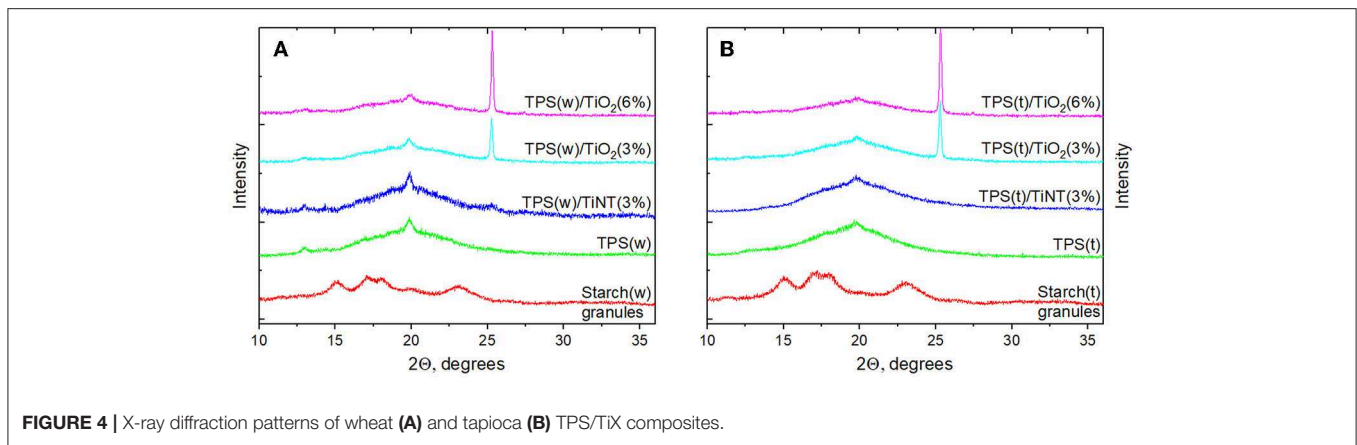 A
TPS(w)/TiO₂(6%)
TPS(w)/TiO₂(3%)
TPS(w)/TiNT(3%)
TPS(w)
Starch(w)
granules
Intensity
10 15 20 25 30 35
2Θ, degrees
B
TPS(t)/TiO₂(6%)
TPS(t)/TiO₂(3%)
TPS(t)/TiNT(3%)
TPS(t)
Starch(t)
granules
Intensity
10 15 20 25 30 35
2Θ, degrees
FIGURE 4 | X-ray diffraction patterns of wheat (A) and tapioca (B) TPS/TiX composites.